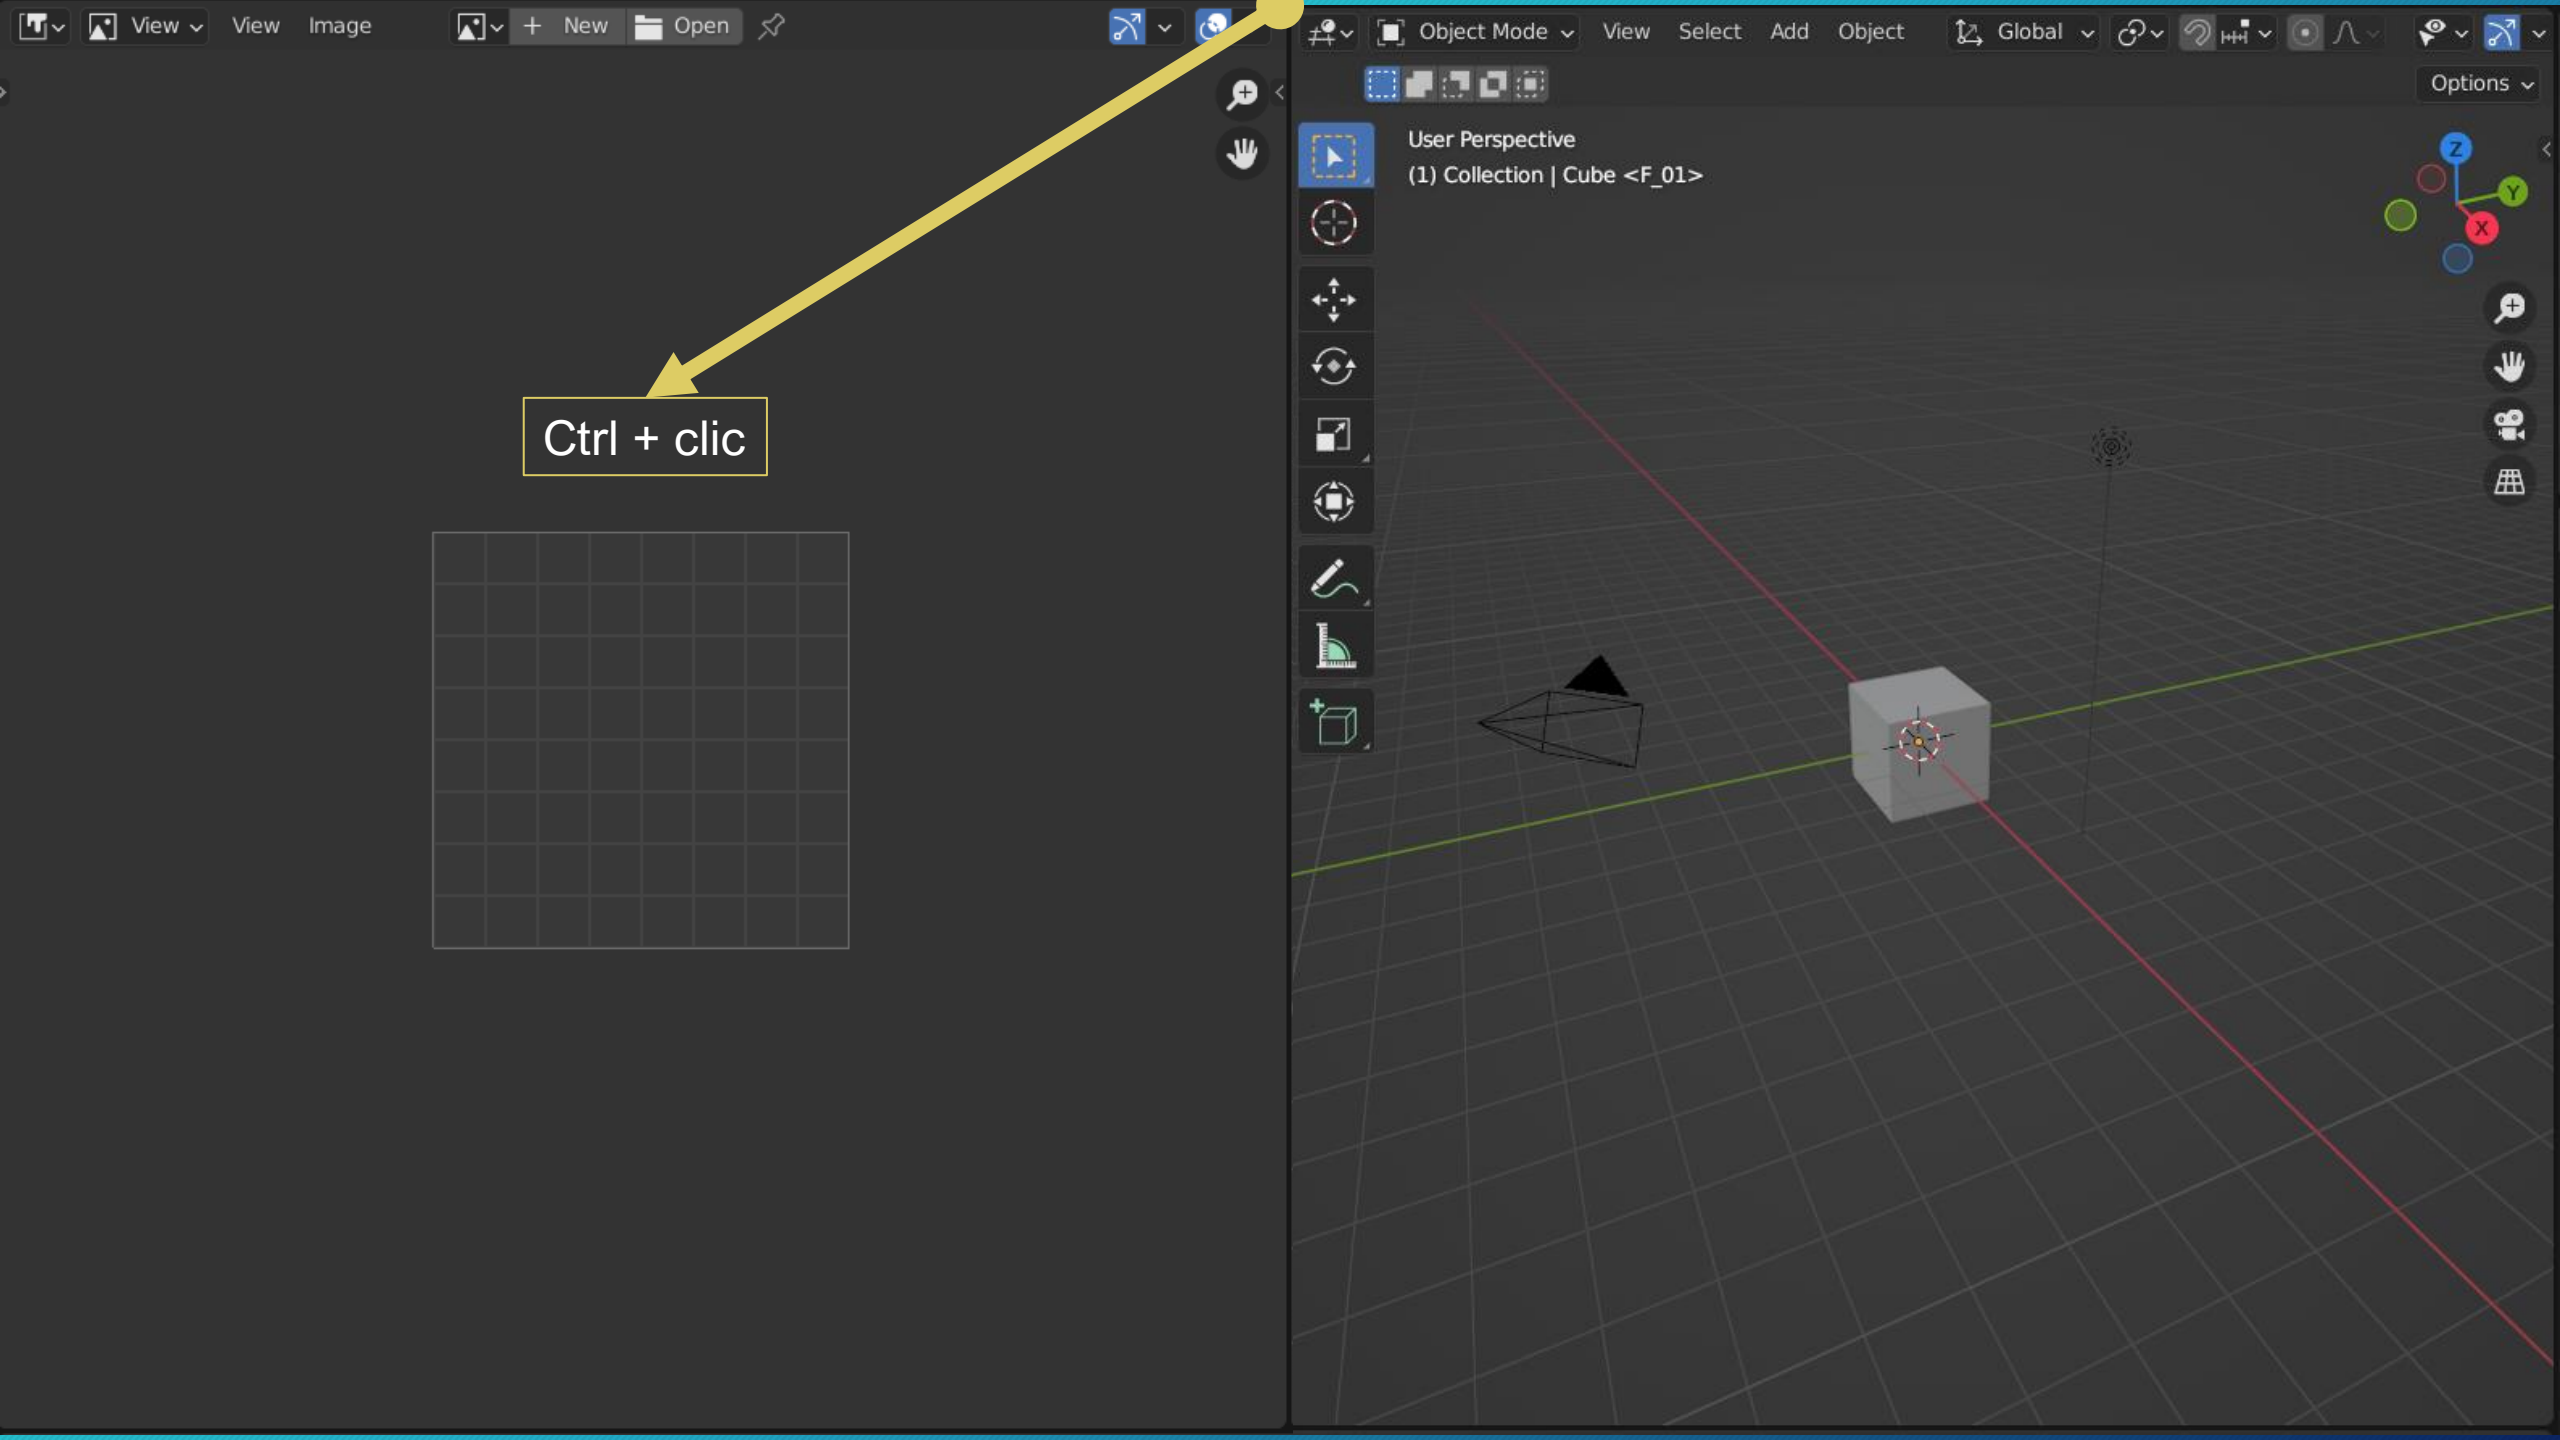 View View Image New Open
Object Mode View Select Add Object Global
Options
User Perspective
(1) Collection | Cube <F_01>
Z
Y
X
Ctrl + clic